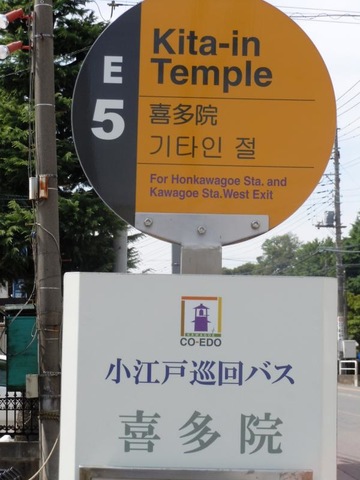 E
5
Kita-in
Temple
喜多院
기타인 절
For Honkawagoe Sta. and
Kawagoe Sta.West Exit
KAWAGOE
CO-EDO
小江戸巡回バス
喜多院